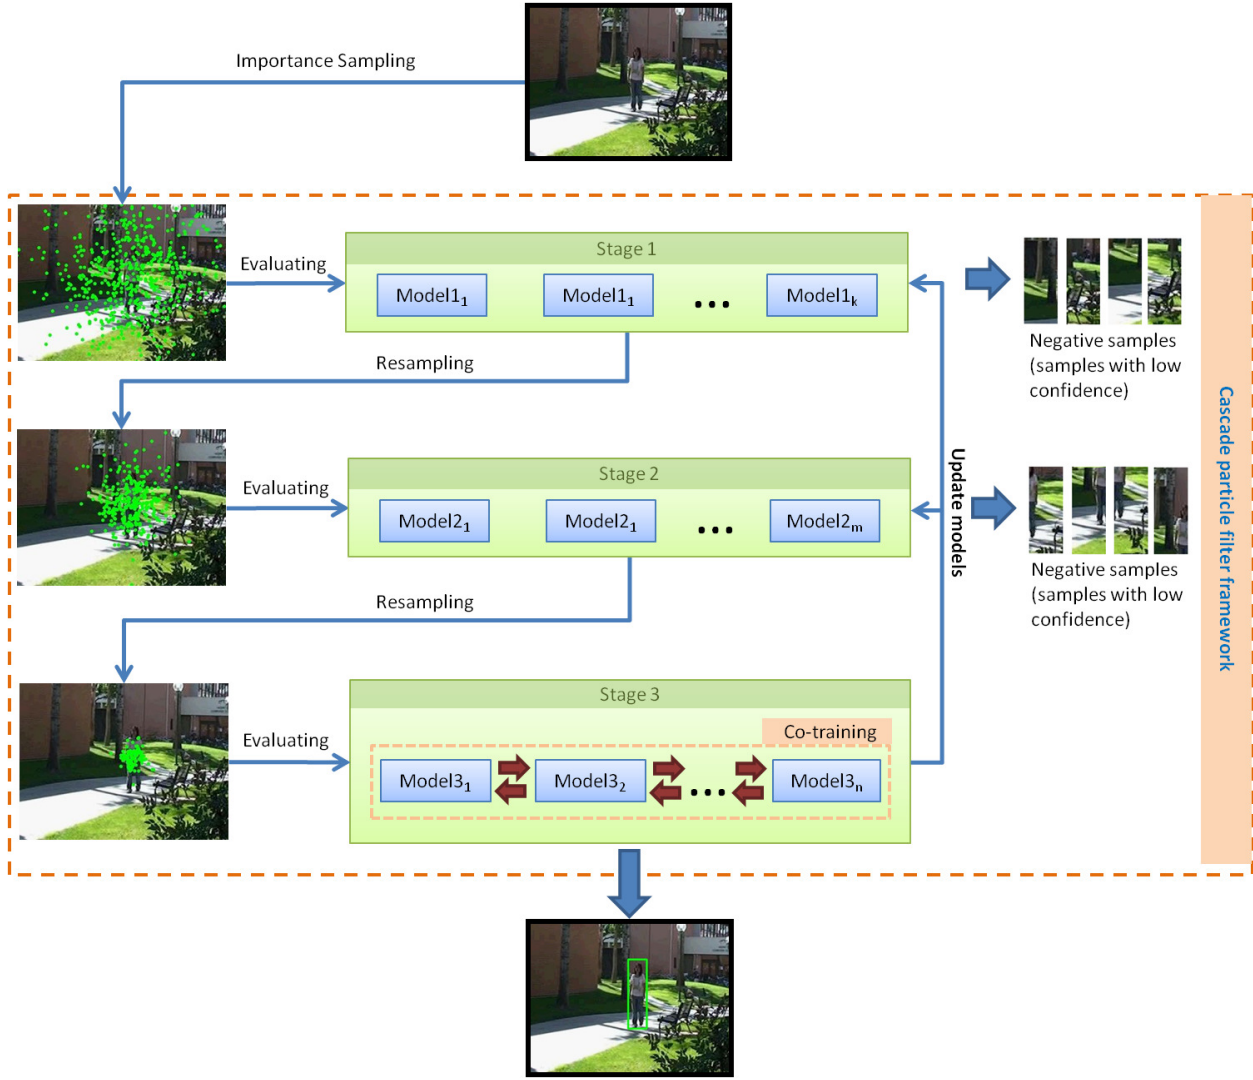 Importance Sampling
Evaluating
Stage 1
Model1₁
Model1₁
...
Model1ₖ
Negative samples
(samples with low
confidence)
Resampling
Evaluating
Stage 2
Model2₁
Model2₁
...
Model2ₘ
Update models
Negative samples
(samples with low
confidence)
Cascade particle filter framework
Resampling
Evaluating
Stage 3
Co-training
Model3₁
Model3₂
...
Model3ₙ